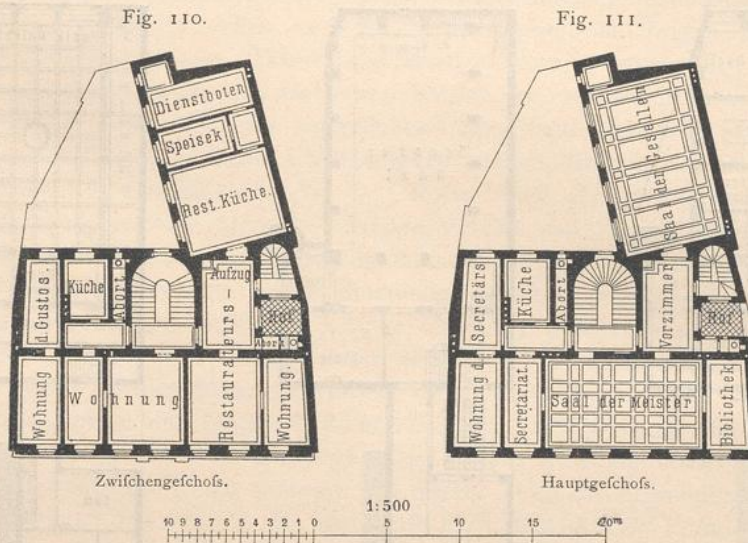 Fig. 110.
Dienstboten
Speisek
Rest. Küche.
d. Custos.
Küche
Abort
Aufzug
Hof
Abort
Wohnung
Wohnung
Restaurateurs-
Wohnung.
Zwiſchengeſchoſs.
Fig. 111.
Saal der Gesellen
Secretärs
Küche
Abort
Vorzimmer
Hof
Wohnung d.
Secretariat.
Saal der Meister
Bibliothek
Hauptgeſchoſs.
1:500
10 9 8 7 6 5 4 3 2 1 0 5 10 15 20ᵐ